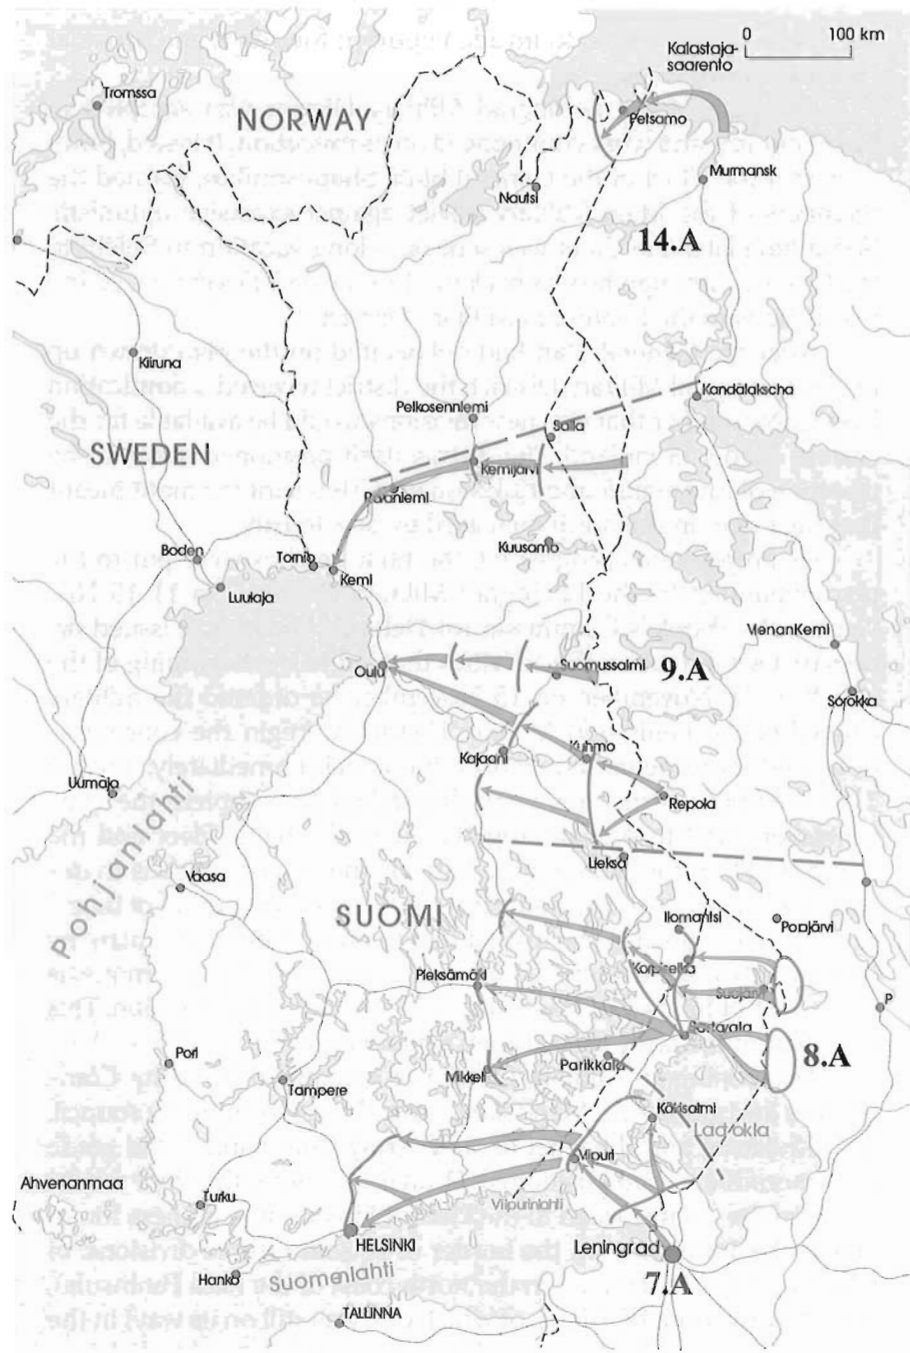 0 100 km
Kalastaja-
saarento
Tromssa
NORWAY
Petsamo
Murmansk
Nautsi
14.A
Kiiruna
Kandalakscha
Pelkosenniemi
Salla
SWEDEN
Kemijärvi
Rovaniemi
Boden
Tornio
Kemi
Kuusamo
Luulaja
Vienan Kemi
Oulu
Suomussalmi
9.A
Sorokka
Kajaani
Kuhmo
Uumaja
Repola
Pohjanlahti
Lieksa
Vaasa
SUOMI
Ilomantsi
Porajärvi
Pieksämäki
Korpiselkä
Suojärvi
P
Sortavala
Pori
Mikkeli
Parikkala
8.A
Tampere
Käkisalmi
Laatokka
Viipuri
Ahvenanmaa
Turku
Viipurinlahti
HELSINKI
Leningrad
Hanko
Suomenlahti
7.A
TALLINNA